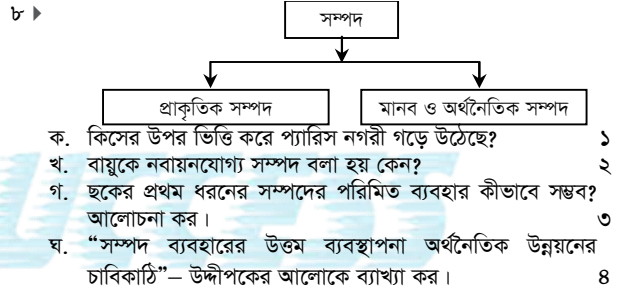 ৮
সম্পদ
প্রাকৃতিক সম্পদ মানব ও অর্থনৈতিক সম্পদ
ক. কিসের উপর ভিত্তি করে প্যারিস নগরী গড়ে উঠেছে? ১
খ. বায়ুকে নবায়নযোগ্য সম্পদ বলা হয় কেন? ২
গ. ছকের প্রথম ধরনের সম্পদের পরিমিত ব্যবহার কীভাবে সম্ভব?
আলোচনা কর। ৩
ঘ. “সম্পদ ব্যবহারের উত্তম ব্যবস্থাপনা অর্থনৈতিক উন্নয়নের
চাবিকাঠি”– উদ্দীপকের আলোকে ব্যাখ্যা কর। ৪